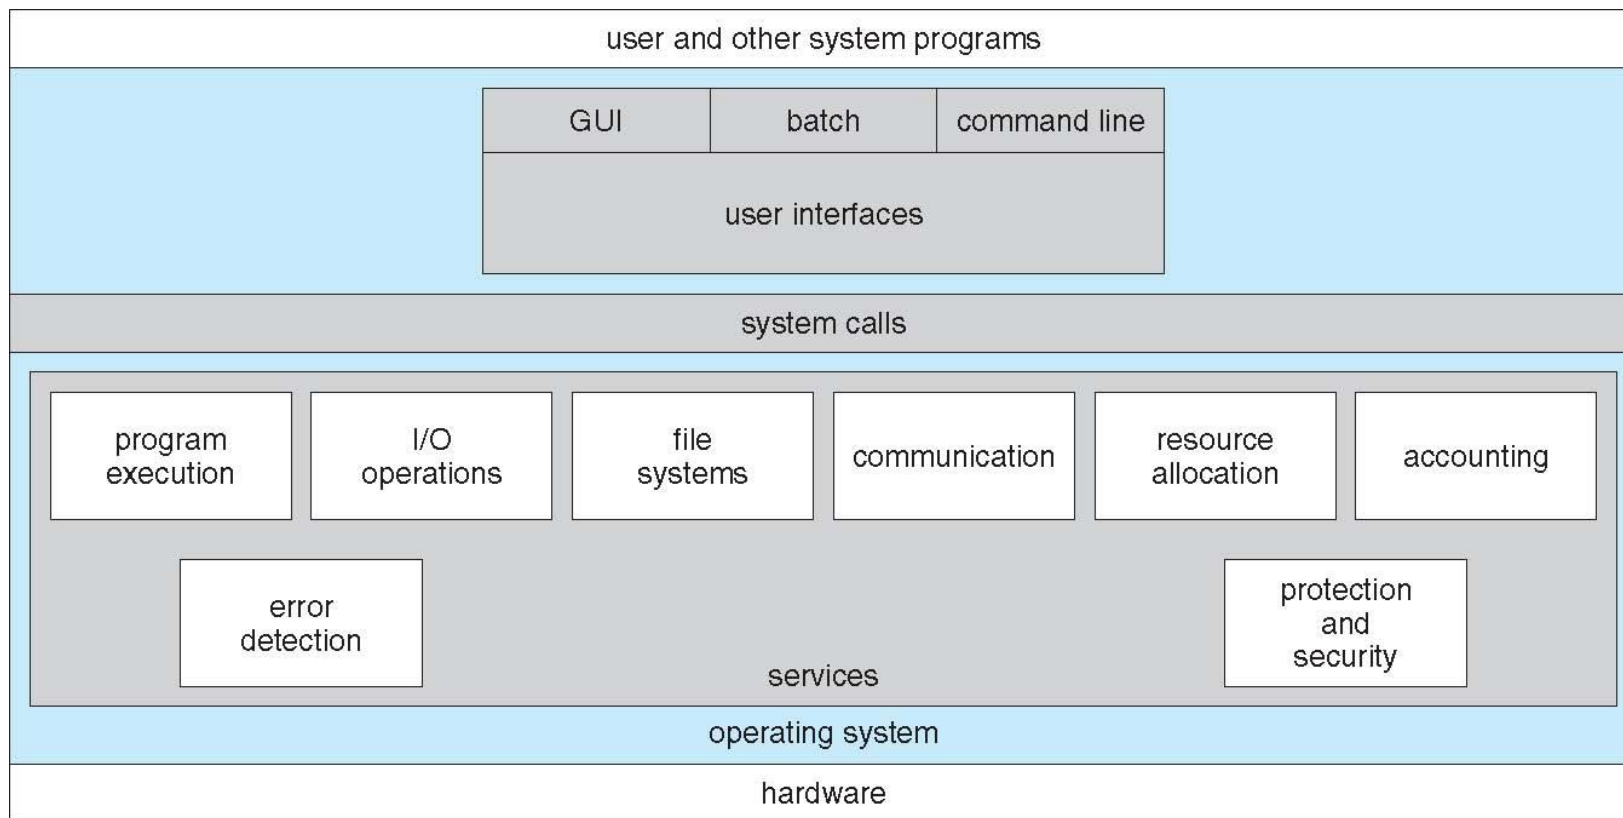 user and other system programs
GUI
batch
command line
user interfaces
system calls
program
execution
I/O
operations
file
systems
communication
resource
allocation
accounting
error
detection
protection
and
security
services
operating system
hardware